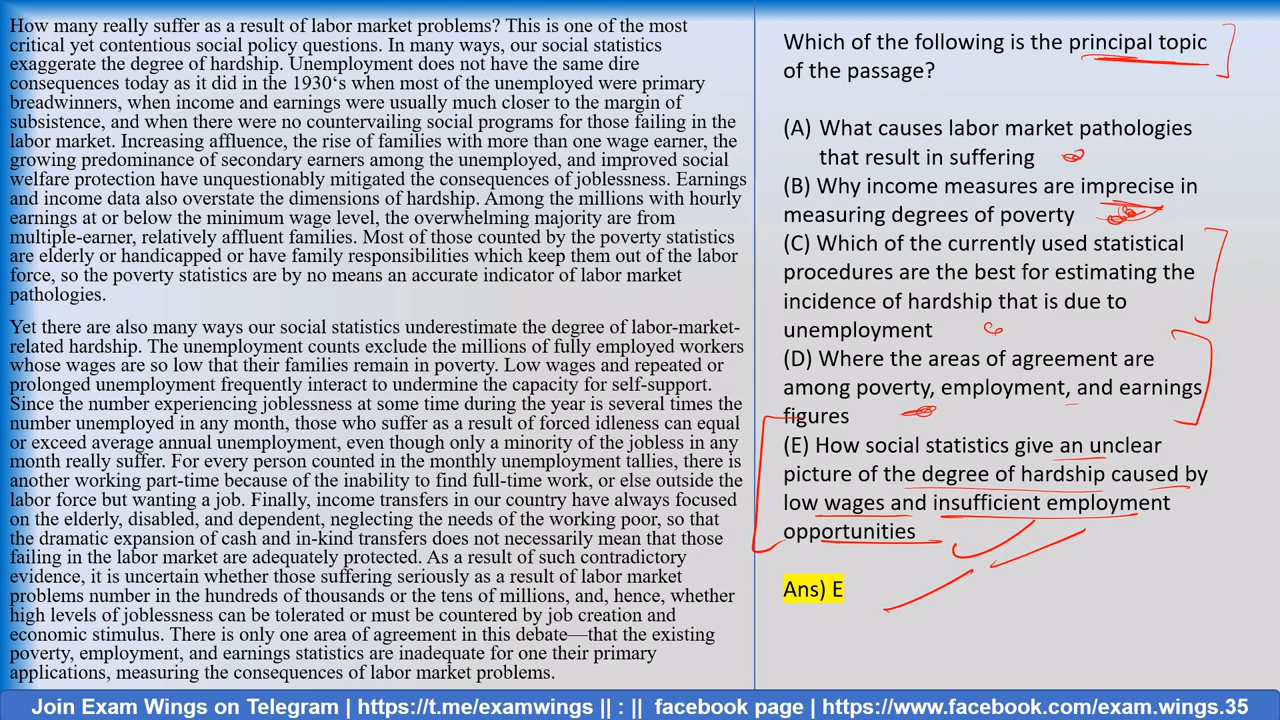 How many really suffer as a result of labor market problems? This is one of the most
critical yet contentious social policy questions. In many ways, our social statistics
exaggerate the degree of hardship. Unemployment does not have the same dire
consequences today as it did in the 1930‘s when most of the unemployed were primary
breadwinners, when income and earnings were usually much closer to the margin of
subsistence, and when there were no countervailing social programs for those failing in the
labor market. Increasing affluence, the rise of families with more than one wage earner, the
growing predominance of secondary earners among the unemployed, and improved social
welfare protection have unquestionably mitigated the consequences of joblessness. Earnings
and income data also overstate the dimensions of hardship. Among the millions with hourly
earnings at or below the minimum wage level, the overwhelming majority are from
multiple-earner, relatively affluent families. Most of those counted by the poverty statistics
are elderly or handicapped or have family responsibilities which keep them out of the labor
force, so the poverty statistics are by no means an accurate indicator of labor market
pathologies.
Yet there are also many ways our social statistics underestimate the degree of labor-market-
related hardship. The unemployment counts exclude the millions of fully employed workers
whose wages are so low that their families remain in poverty. Low wages and repeated or
prolonged unemployment frequently interact to undermine the capacity for self-support.
Since the number experiencing joblessness at some time during the year is several times the
number unemployed in any month, those who suffer as a result of forced idleness can equal
or exceed average annual unemployment, even though only a minority of the jobless in any
month really suffer. For every person counted in the monthly unemployment tallies, there is
another working part-time because of the inability to find full-time work, or else outside the
labor force but wanting a job. Finally, income transfers in our country have always focused
on the elderly, disabled, and dependent, neglecting the needs of the working poor, so that
the dramatic expansion of cash and in-kind transfers does not necessarily mean that those
failing in the labor market are adequately protected. As a result of such contradictory
evidence, it is uncertain whether those suffering seriously as a result of labor market
problems number in the hundreds of thousands or the tens of millions, and, hence, whether
high levels of joblessness can be tolerated or must be countered by job creation and
economic stimulus. There is only one area of agreement in this debate—that the existing
poverty, employment, and earnings statistics are inadequate for one their primary
applications, measuring the consequences of labor market problems.
Which of the following is the principal topic
of the passage?
(A) What causes labor market pathologies
that result in suffering
(B) Why income measures are imprecise in
measuring degrees of poverty
(C) Which of the currently used statistical
procedures are the best for estimating the
incidence of hardship that is due to
unemployment
(D) Where the areas of agreement are
among poverty, employment, and earnings
figures
(E) How social statistics give an unclear
picture of the degree of hardship caused by
low wages and insufficient employment
opportunities
Ans) E
Join Exam Wings on Telegram | https://t.me/examwings || : || facebook page | https://www.facebook.com/exam.wings.35